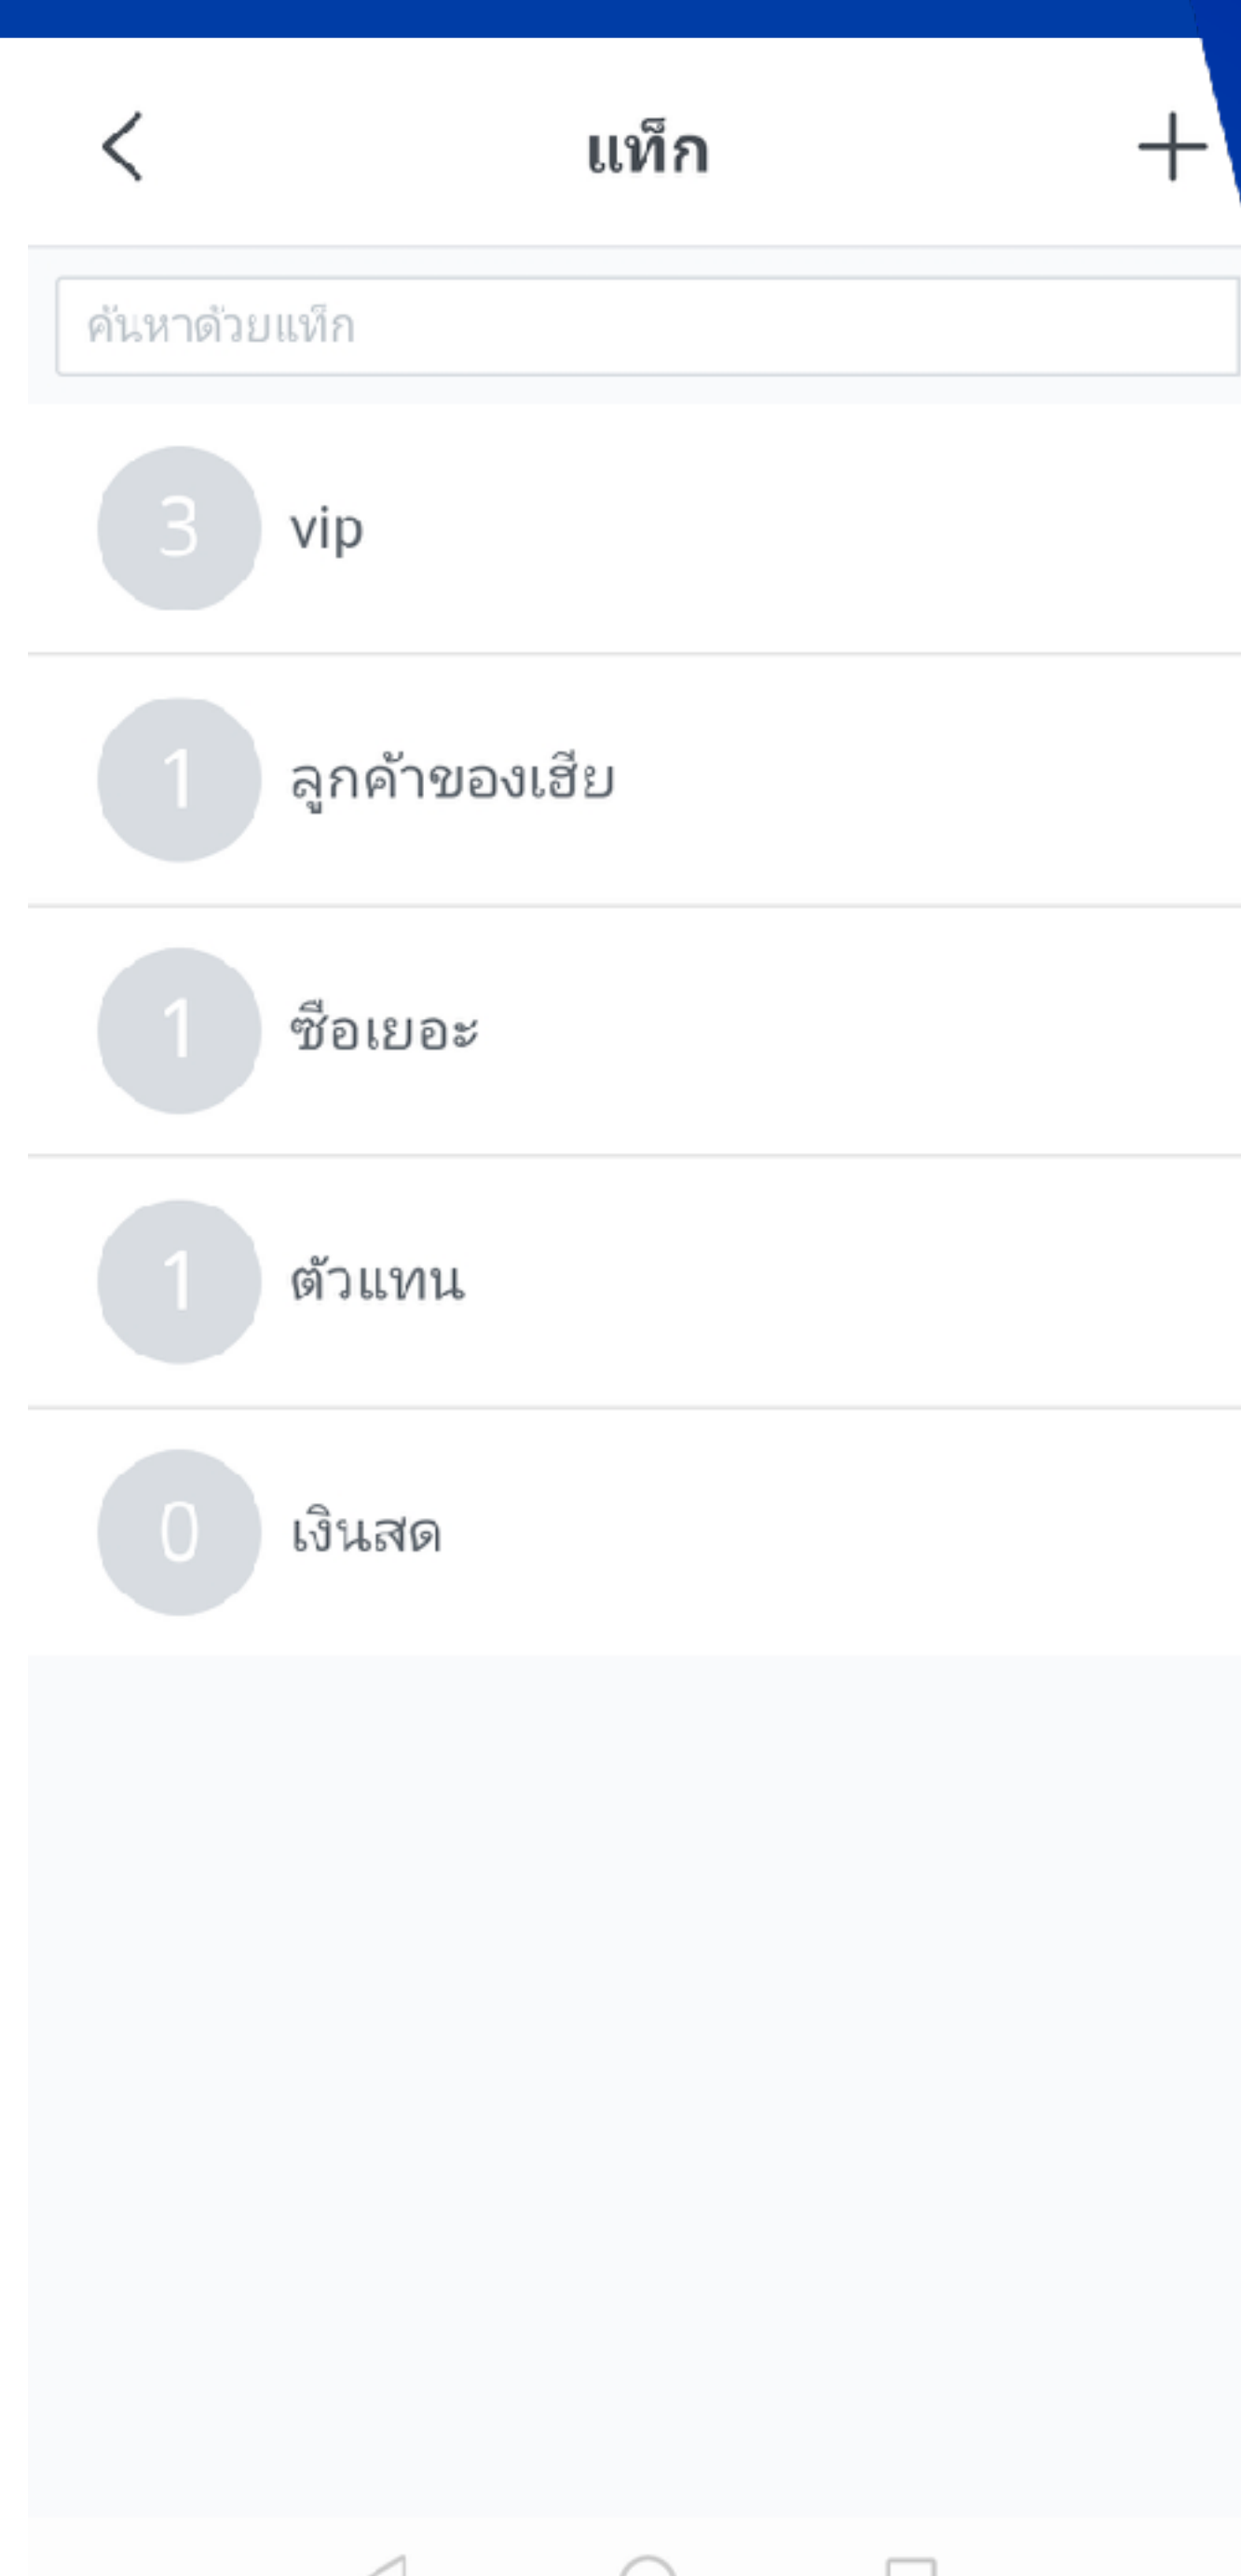 แท็ก
ค้นหาด้วยแท็ก
3 vip
1 ลูกค้าของเฮีย
1 ซือเยอะ
1 ตัวแทน
0 เงินสด